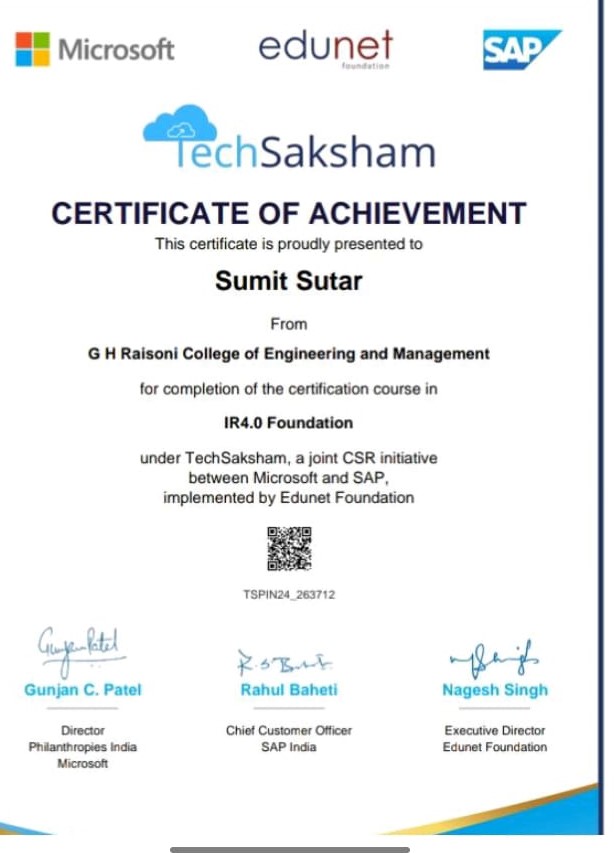 Microsoft
edunet
foundation
SAP
TechSaksham
CERTIFICATE OF ACHIEVEMENT
This certificate is proudly presented to
Sumit Sutar
From
G H Raisoni College of Engineering and Management
for completion of the certification course in
IR4.0 Foundation
under TechSaksham, a joint CSR initiative
between Microsoft and SAP,
implemented by Edunet Foundation
TSPIN24_263712
Gunjan Patel
Gunjan C. Patel
Director
Philanthropies India
Microsoft
Rahul Baheti
Chief Customer Officer
SAP India
Nagesh Singh
Executive Director
Edunet Foundation